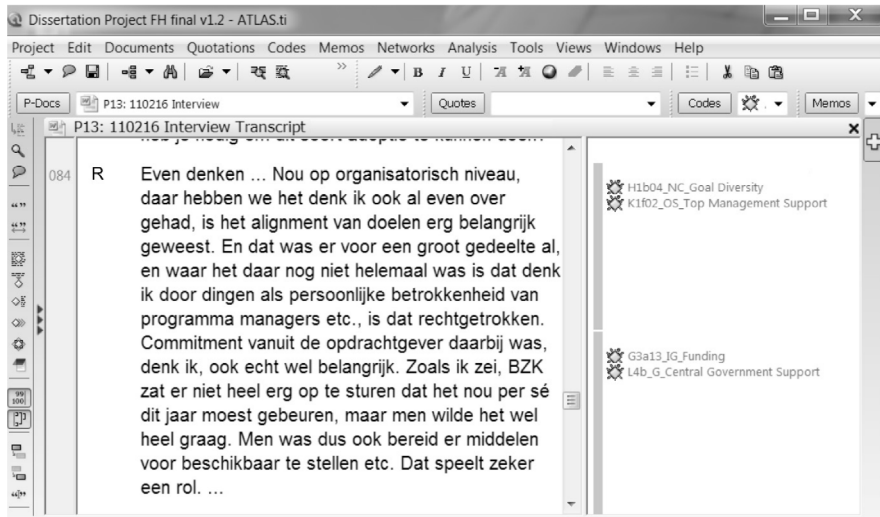 Dissertation Project FH final v1.2 - ATLAS.ti
Project Edit Documents Quotations Codes Memos Networks Analysis Tools Views Windows Help
B I U
P-Docs P13: 110216 Interview Quotes Codes Memos
P13: 110216 Interview Transcript
084 R Even denken ... Nou op organisatorisch niveau,
daar hebben we het denk ik ook al even over
gehad, is het alignment van doelen erg belangrijk
geweest. En dat was er voor een groot gedeelte al,
en waar het daar nog niet helemaal was is dat denk
ik door dingen als persoonlijke betrokkenheid van
programma managers etc., is dat rechtgetrokken.
Commitment vanuit de opdrachtgever daarbij was,
denk ik, ook echt wel belangrijk. Zoals ik zei, BZK
zat er niet heel erg op te sturen dat het nou per sé
dit jaar moest gebeuren, maar men wilde het wel
heel graag. Men was dus ook bereid er middelen
voor beschikbaar te stellen etc. Dat speelt zeker
een rol. ...
H1b04_NC_Goal Diversity
K1f02_OS_Top Management Support
G3a13_IG_Funding
L4b_G_Central Government Support